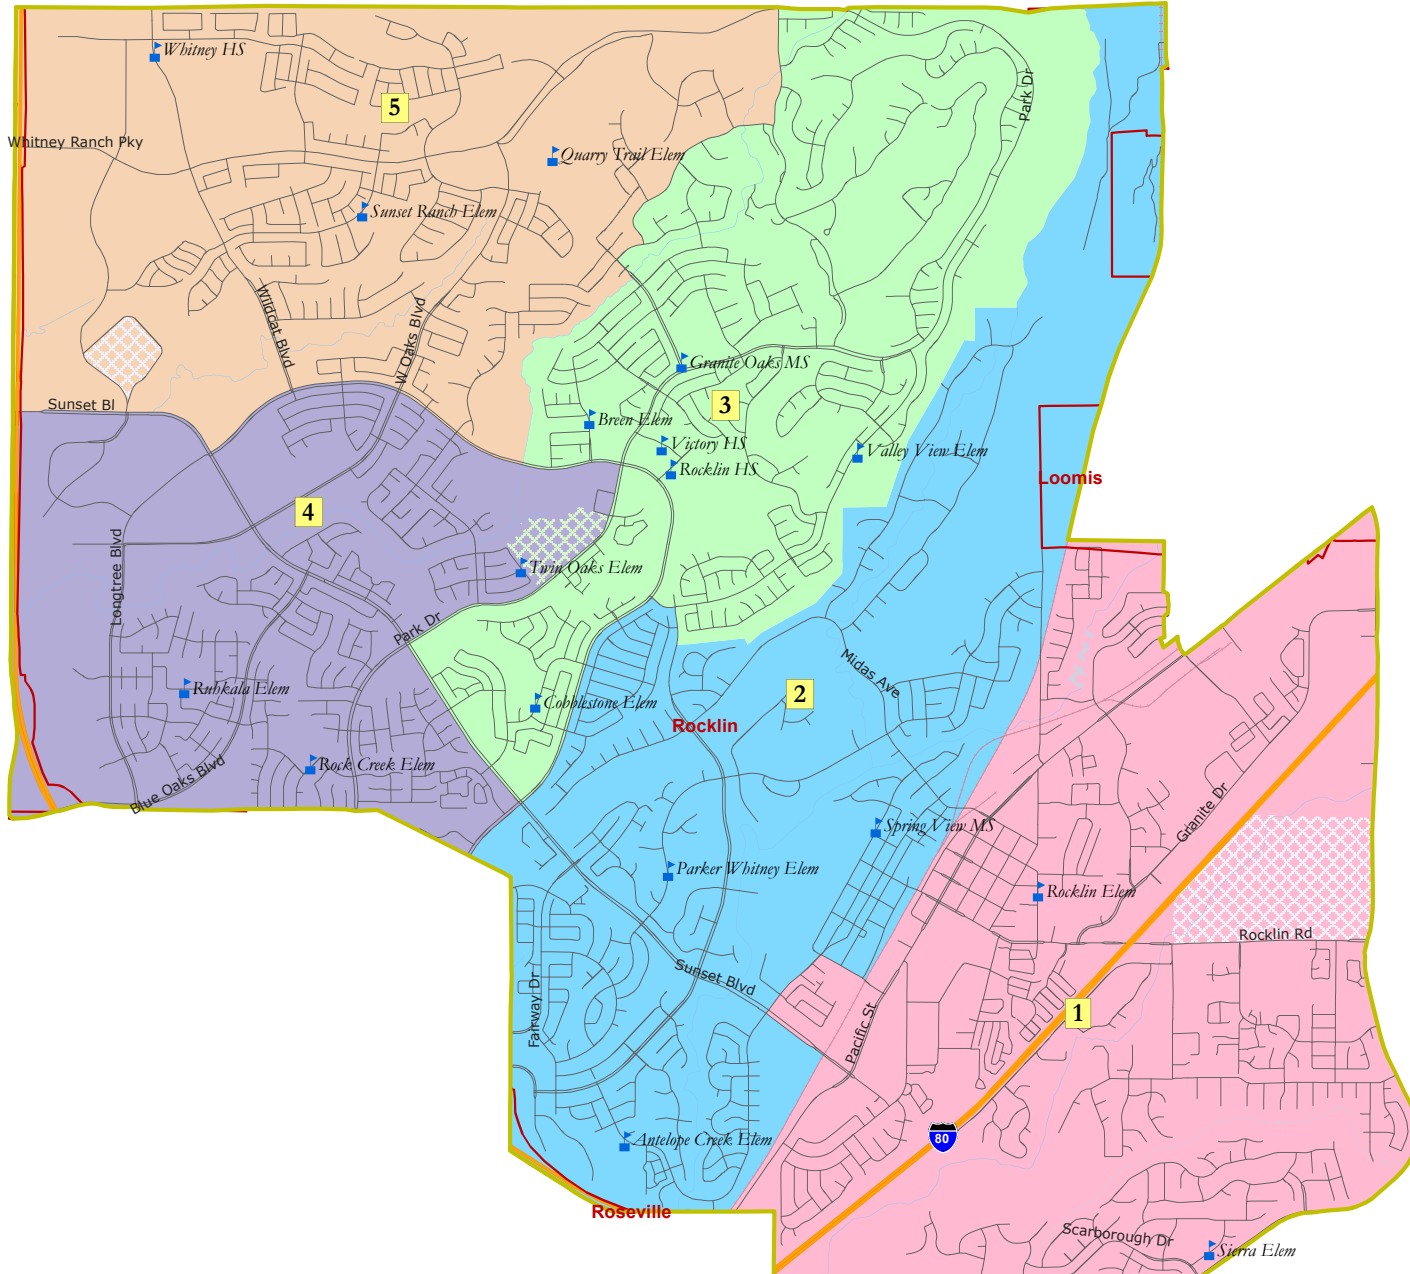 Whitney HS
5
Park Dr
Whitney Ranch Pky
Quarry Trail Elem
Sunset Ranch Elem
Wildcat Blvd
W Oaks Blvd
Granite Oaks MS
Sunset Bl
3
Breen Elem
Victory HS
Valley View Elem
Rocklin HS
Loomis
4
Longtree Blvd
Twin Oaks Elem
Park Dr
Midas Ave
Ruhkala Elem
2
Cobblestone Elem
Rocklin
Rock Creek Elem
Blue Oaks Blvd
Granite Dr
Spring View MS
Parker Whitney Elem
Rocklin Elem
Rocklin Rd
Sunset Blvd
Fairway Dr
1
Pacific St
80
Antelope Creek Elem
Roseville
Scarborough Dr
Sierra Elem